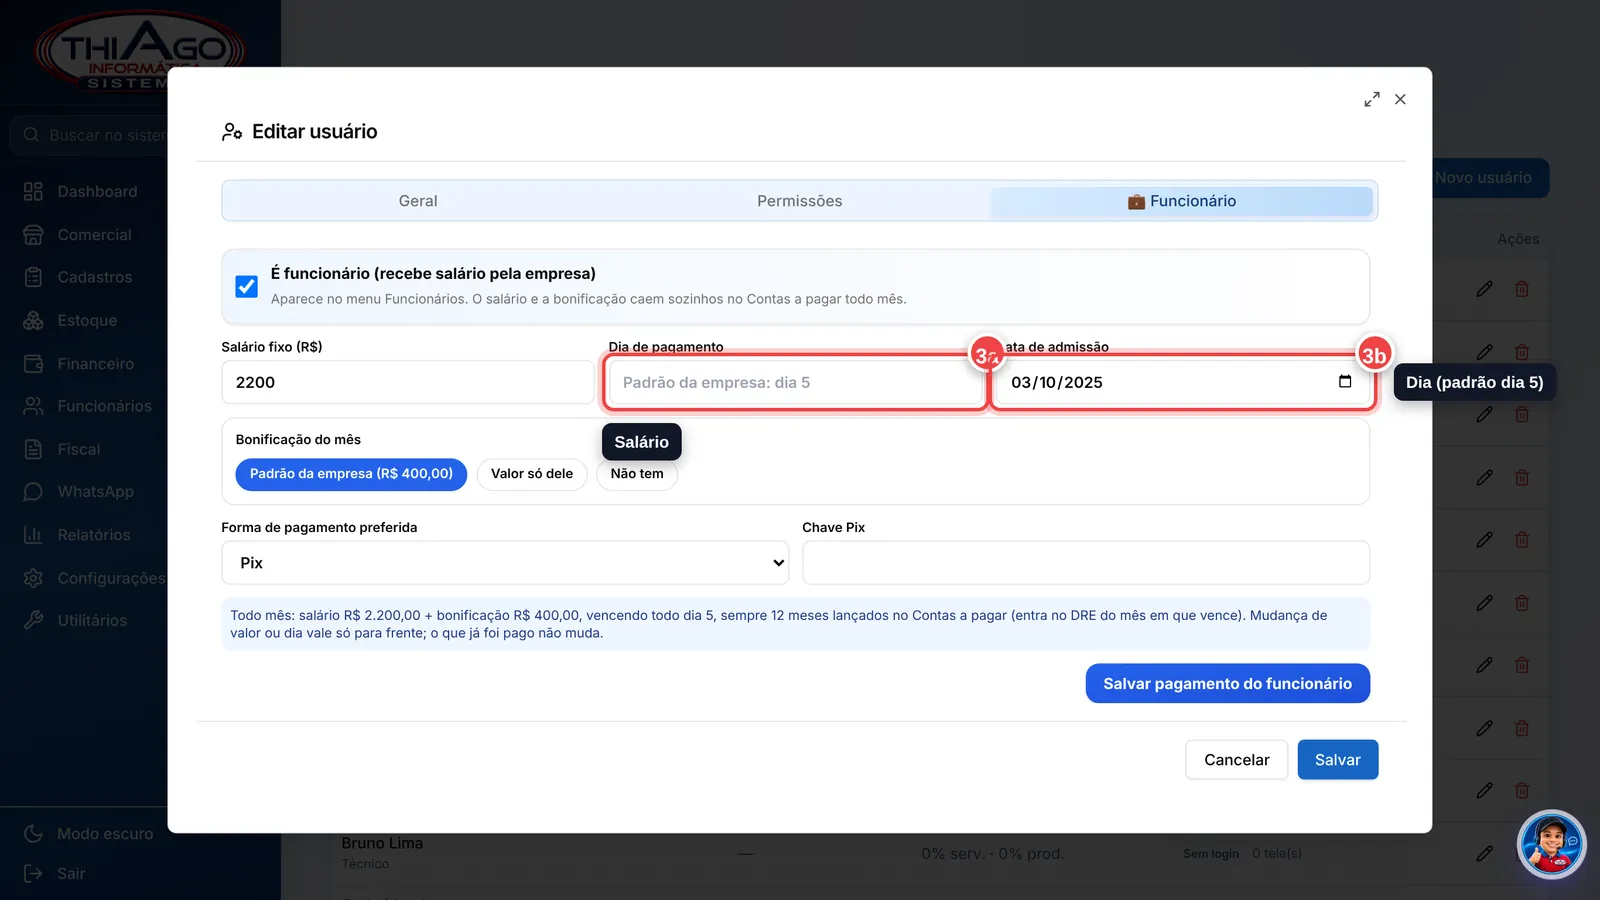 THIAGO
INFORMÁTICA
SISTEM
Buscar no sistem
Dashboard
Comercial
Cadastros
Estoque
Financeiro
Funcionários
Fiscal
WhatsApp
Relatórios
Configurações
Utilitários
Modo escuro
Sair
Novo usuário
Ações
Editar usuário
Geral
Permissões
💼 Funcionário
É funcionário (recebe salário pela empresa)
Aparece no menu Funcionários. O salário e a bonificação caem sozinhos no Contas a pagar todo mês.
Salário fixo (R$)
Dia de pagamento
ata de admissão
2200
Padrão da empresa: dia 5
03/10/2025
3a
3b
Dia (padrão dia 5)
Salário
Bonificação do mês
Padrão da empresa (R$ 400,00)
Valor só dele
Não tem
Forma de pagamento preferida
Chave Pix
Pix
Todo mês: salário R$ 2.200,00 + bonificação R$ 400,00, vencendo todo dia 5, sempre 12 meses lançados no Contas a pagar (entra no DRE do mês em que vence). Mudança de
valor ou dia vale só para frente; o que já foi pago não muda.
Salvar pagamento do funcionário
Cancelar
Salvar
Bruno Lima
Técnico
—
0% serv. · 0% prod.
Sem login
0 tela(s)